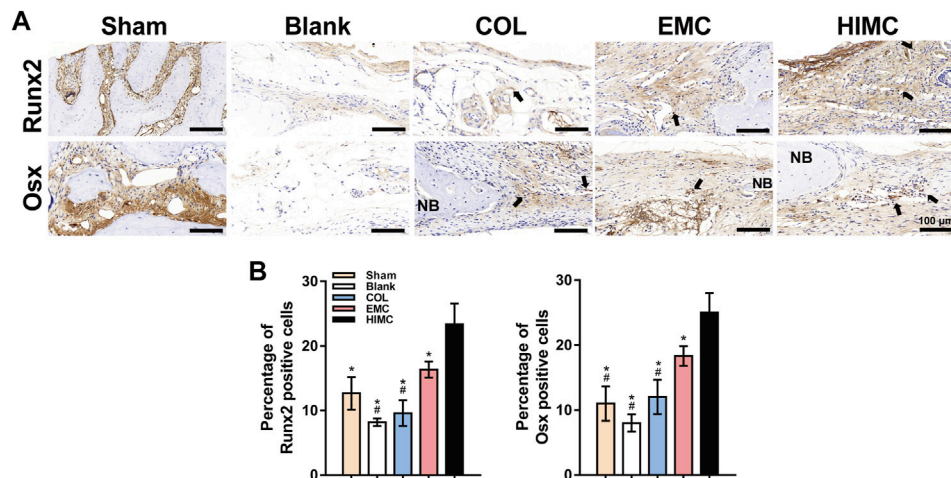 A
Sham Blank COL EMC HIMC
Runx2
Osx
NB
NB
NB
100 μm
B
Sham
Blank
COL
EMC
HIMC
Percentage of
Runx2 positive cells
30
20
10
0
*
*
#
*
#
*
Percentage of
Osx positive cells
30
20
10
0
*
#
*
#
*
#
*